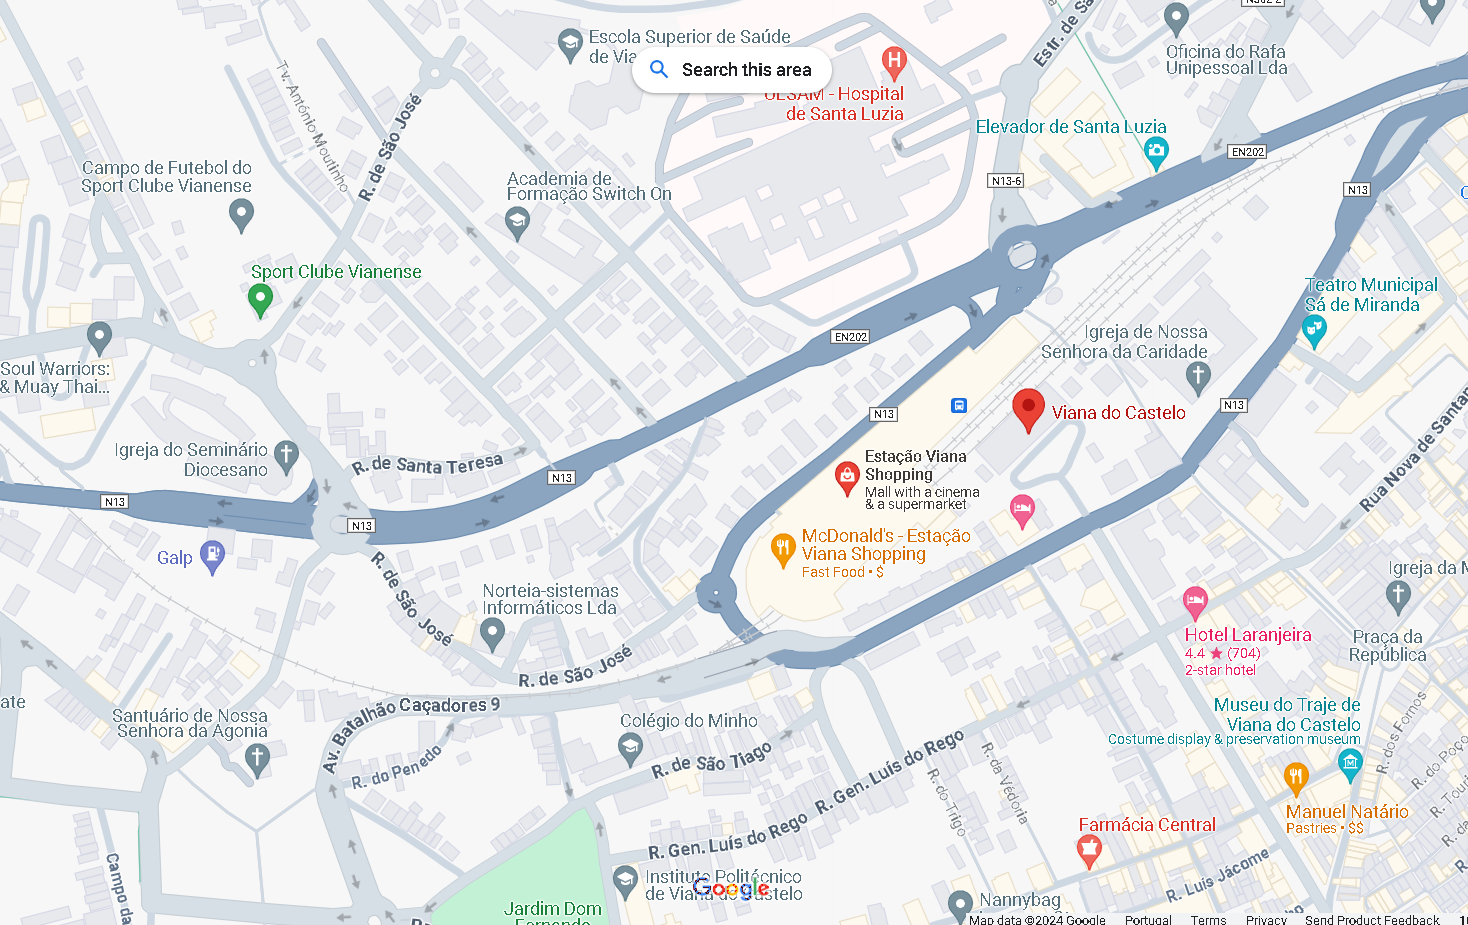 N302-2
Escola Superior de Saúde
de Via
Search this area
Estr. de Sa
Oficina do Rafa
Unipessoal Lda
ULSAM - Hospital
de Santa Luzia
Tv. António Moutinho
R. de São José
Elevador de Santa Luzia
EN202
Campo de Futebol do
Sport Clube Vianense
Academia de
Formação Switch On
N13-6
N13
Sport Clube Vianense
Teatro Municipal
Sá de Miranda
EN202
Igreja de Nossa
Senhora da Caridade
Soul Warriors:
& Muay Thai...
N13
N13
Viana do Castelo
Igreja do Seminário
Diocesano
R. de Santa Teresa
Estação Viana
Shopping
Mall with a cinema
& a supermarket
Rua Nova de Santan
N13
N13
N13
McDonald's - Estação
Viana Shopping
Fast Food • $
Galp
R. de São José
Norteia-sistemas
Informáticos Lda
Igreja da M
Hotel Laranjeira
4.4 ★ (704)
2-star hotel
Praça da
República
R. de São José
ate
Av. Batalhão Caçadores 9
Santuário de Nossa
Senhora da Agonia
Colégio do Minho
Museu do Traje de
Viana do Castelo
Costume display & preservation museum
R. dos Fornos
R. do Poço
R. do Penedo
R. de São Tiago
R. Gen. Luís do Rego
R. da Védoria
R. do Trigo
R. Tou
Manuel Natário
Pastries • $$
Farmácia Central
R. Gen. Luís do Rego
Campo da
Instituto Politécnico
de Viana do Castelo
Google
R. Luís Jácome
R. da
Jardim Dom
Fernando
Nannybag
Map data ©2024 Google
Portugal
Terms
Privacy
Send Product Feedback